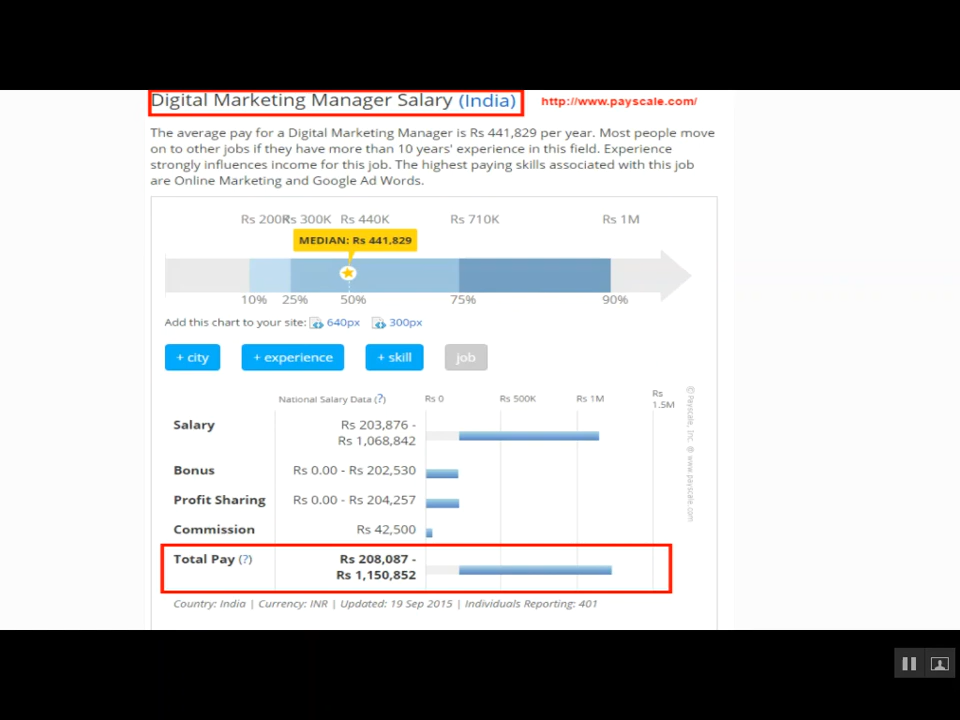 Digital Marketing Manager Salary (India)
http://www.payscale.com/
The average pay for a Digital Marketing Manager is Rs 441,829 per year. Most people move
on to other jobs if they have more than 10 years' experience in this field. Experience
strongly influences income for this job. The highest paying skills associated with this job
are Online Marketing and Google Ad Words.
Rs 200K Rs 300K Rs 440K Rs 710K Rs 1M
MEDIAN: Rs 441,829
10% 25% 50% 75% 90%
Add this chart to your site: 640px 300px
+ city + experience + skill job
National Salary Data (?) Rs 0 Rs 500K Rs 1M Rs
1.5M
Salary Rs 203,876 -
Rs 1,068,842
Bonus Rs 0.00 - Rs 202,530
Profit Sharing Rs 0.00 - Rs 204,257
Commission Rs 42,500
Total Pay (?) Rs 208,087 -
Rs 1,150,852
Country: India | Currency: INR | Updated: 19 Sep 2015 | Individuals Reporting: 401
© Payscale, Inc. @ www.payscale.com